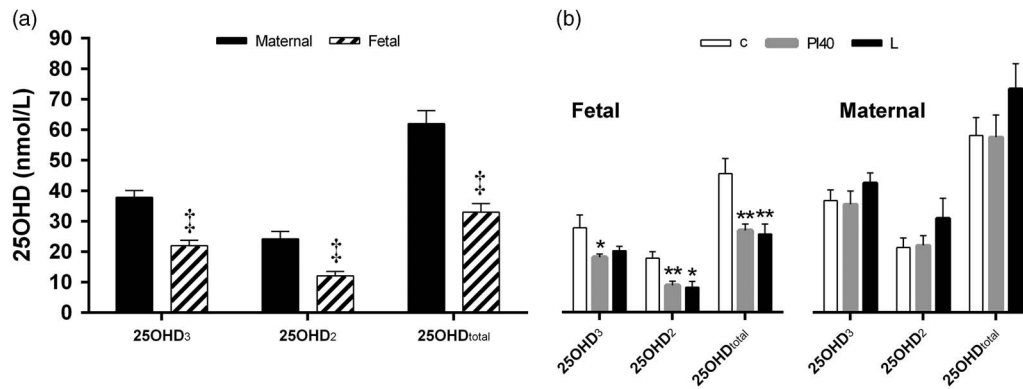 (a)
25OHD (nmol/L)
90
80
70
60
50
40
30
20
10
0
Maternal
Fetal
‡
‡
‡
25OHD3
25OHD2
25OHDtotal
(b)
c
PI40
L
Fetal
*
**
*
**
**
25OHD3
25OHD2
25OHDtotal
Maternal
25OHD3
25OHD2
25OHDtotal